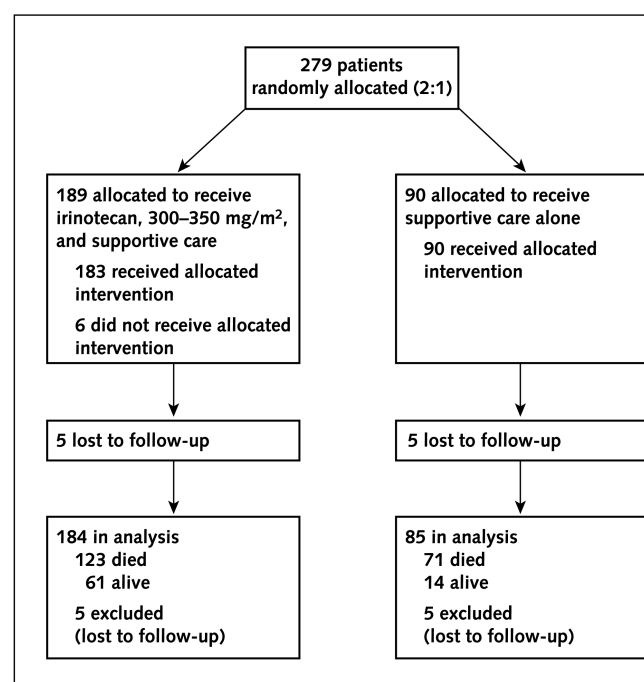 279 patients
randomly allocated (2:1)
189 allocated to receive
irinotecan, 300–350 mg/m²,
and supportive care
183 received allocated
intervention
6 did not receive allocated
intervention
90 allocated to receive
supportive care alone
90 received allocated
intervention
5 lost to follow-up
5 lost to follow-up
184 in analysis
123 died
61 alive
5 excluded
(lost to follow-up)
85 in analysis
71 died
14 alive
5 excluded
(lost to follow-up)